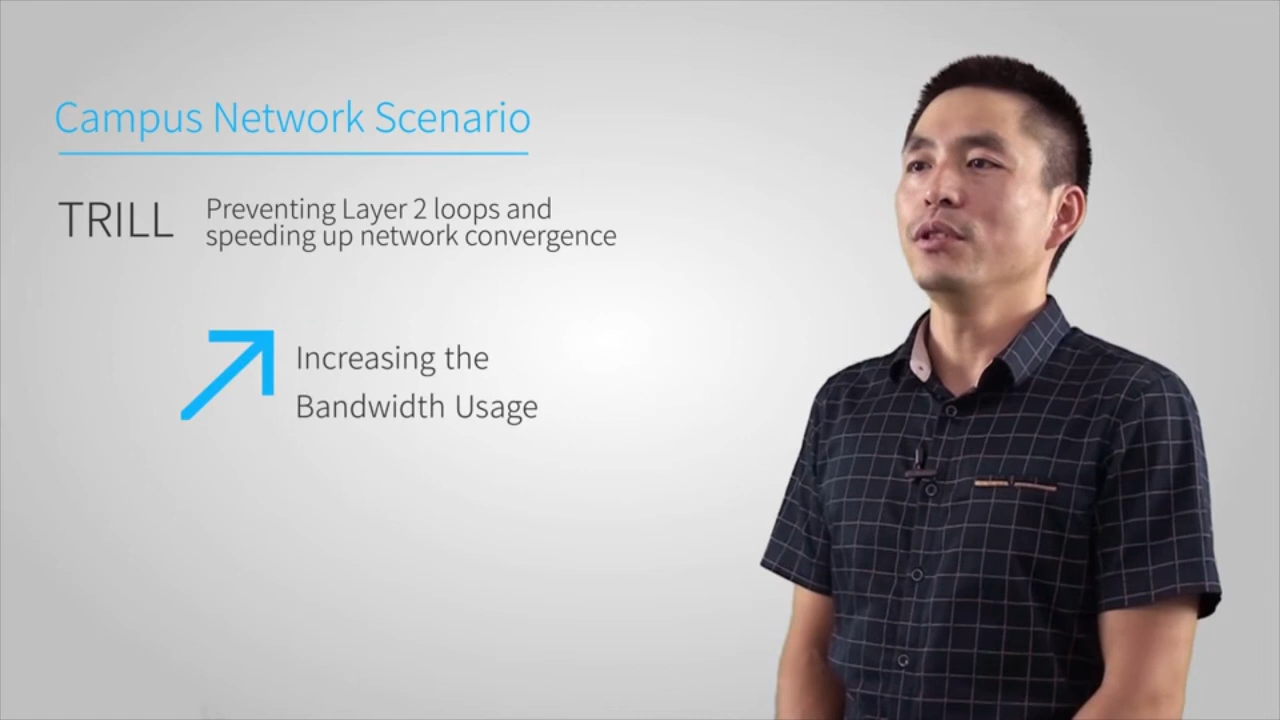 Campus Network Scenario
TRILL
Preventing Layer 2 loops and
speeding up network convergence
Increasing the
Bandwidth Usage